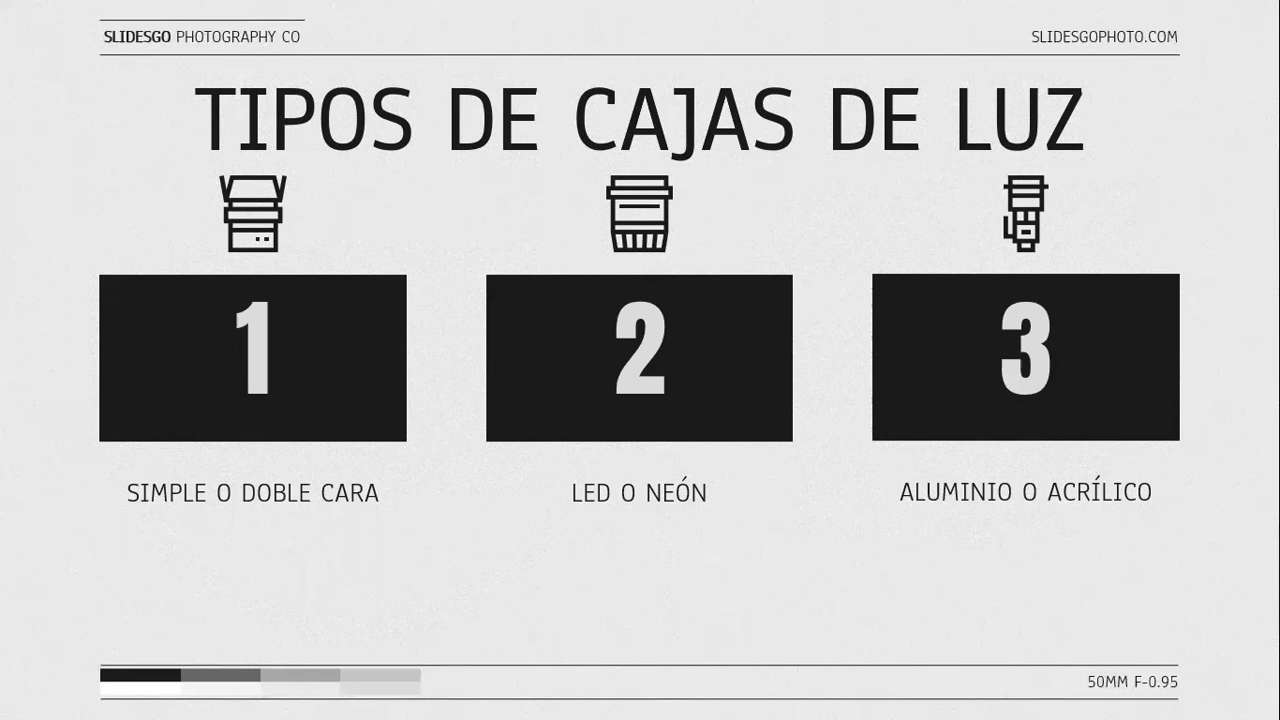 SLIDESGO PHOTOGRAPHY CO
SLIDESGOPHOTO.COM
TIPOS DE CAJAS DE LUZ
1
2
3
SIMPLE O DOBLE CARA
LED O NEÓN
ALUMINIO O ACRÍLICO
50MM F-0.95